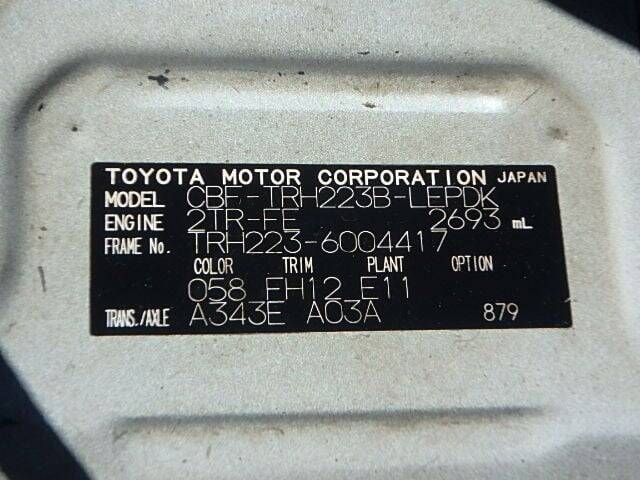 TOYOTA MOTOR CORPORATION JAPAN
MODEL CBF-TRH223B-LEPDK
ENGINE 2TR-FE 2693 mL
FRAME No. TRH223-6004417
COLOR TRIM PLANT OPTION
058 FH12 E11
TRANS./AXLE A343E A03A 879